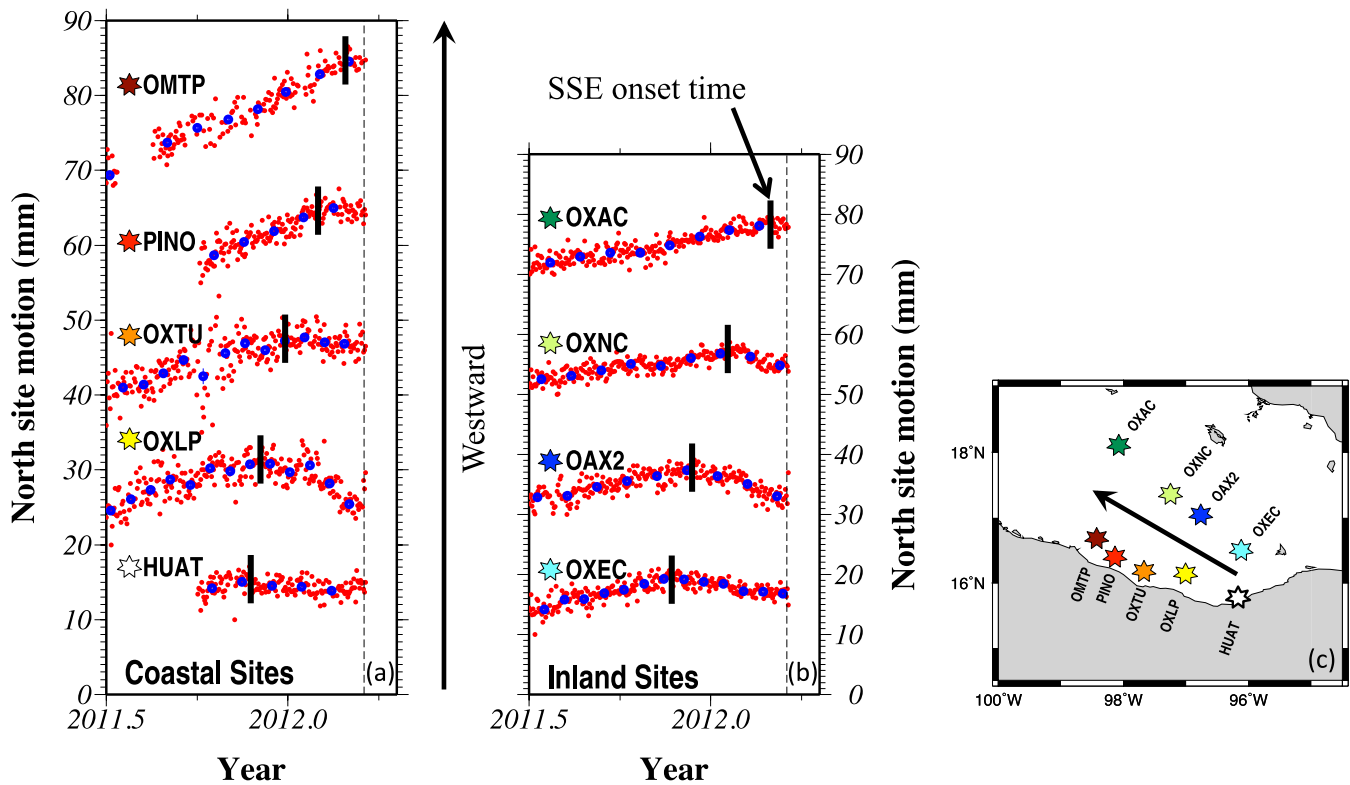 90
80
70
60
50
40
30
20
10
0
North site motion (mm)
OMTP
PINO
OXTU
OXLP
HUAT
Coastal Sites
(a)
2011.5
2012.0
Year
Westward
SSE onset time
OXAC
OXNC
OAX2
OXEC
Inland Sites
(b)
90
80
70
60
50
40
30
20
10
0
North site motion (mm)
2011.5
2012.0
Year
18°N
16°N
OXAC
OXNC
OAX2
OXEC
OMTP
PINO
OXTU
OXLP
HUAT
(c)
100°W
98°W
96°W